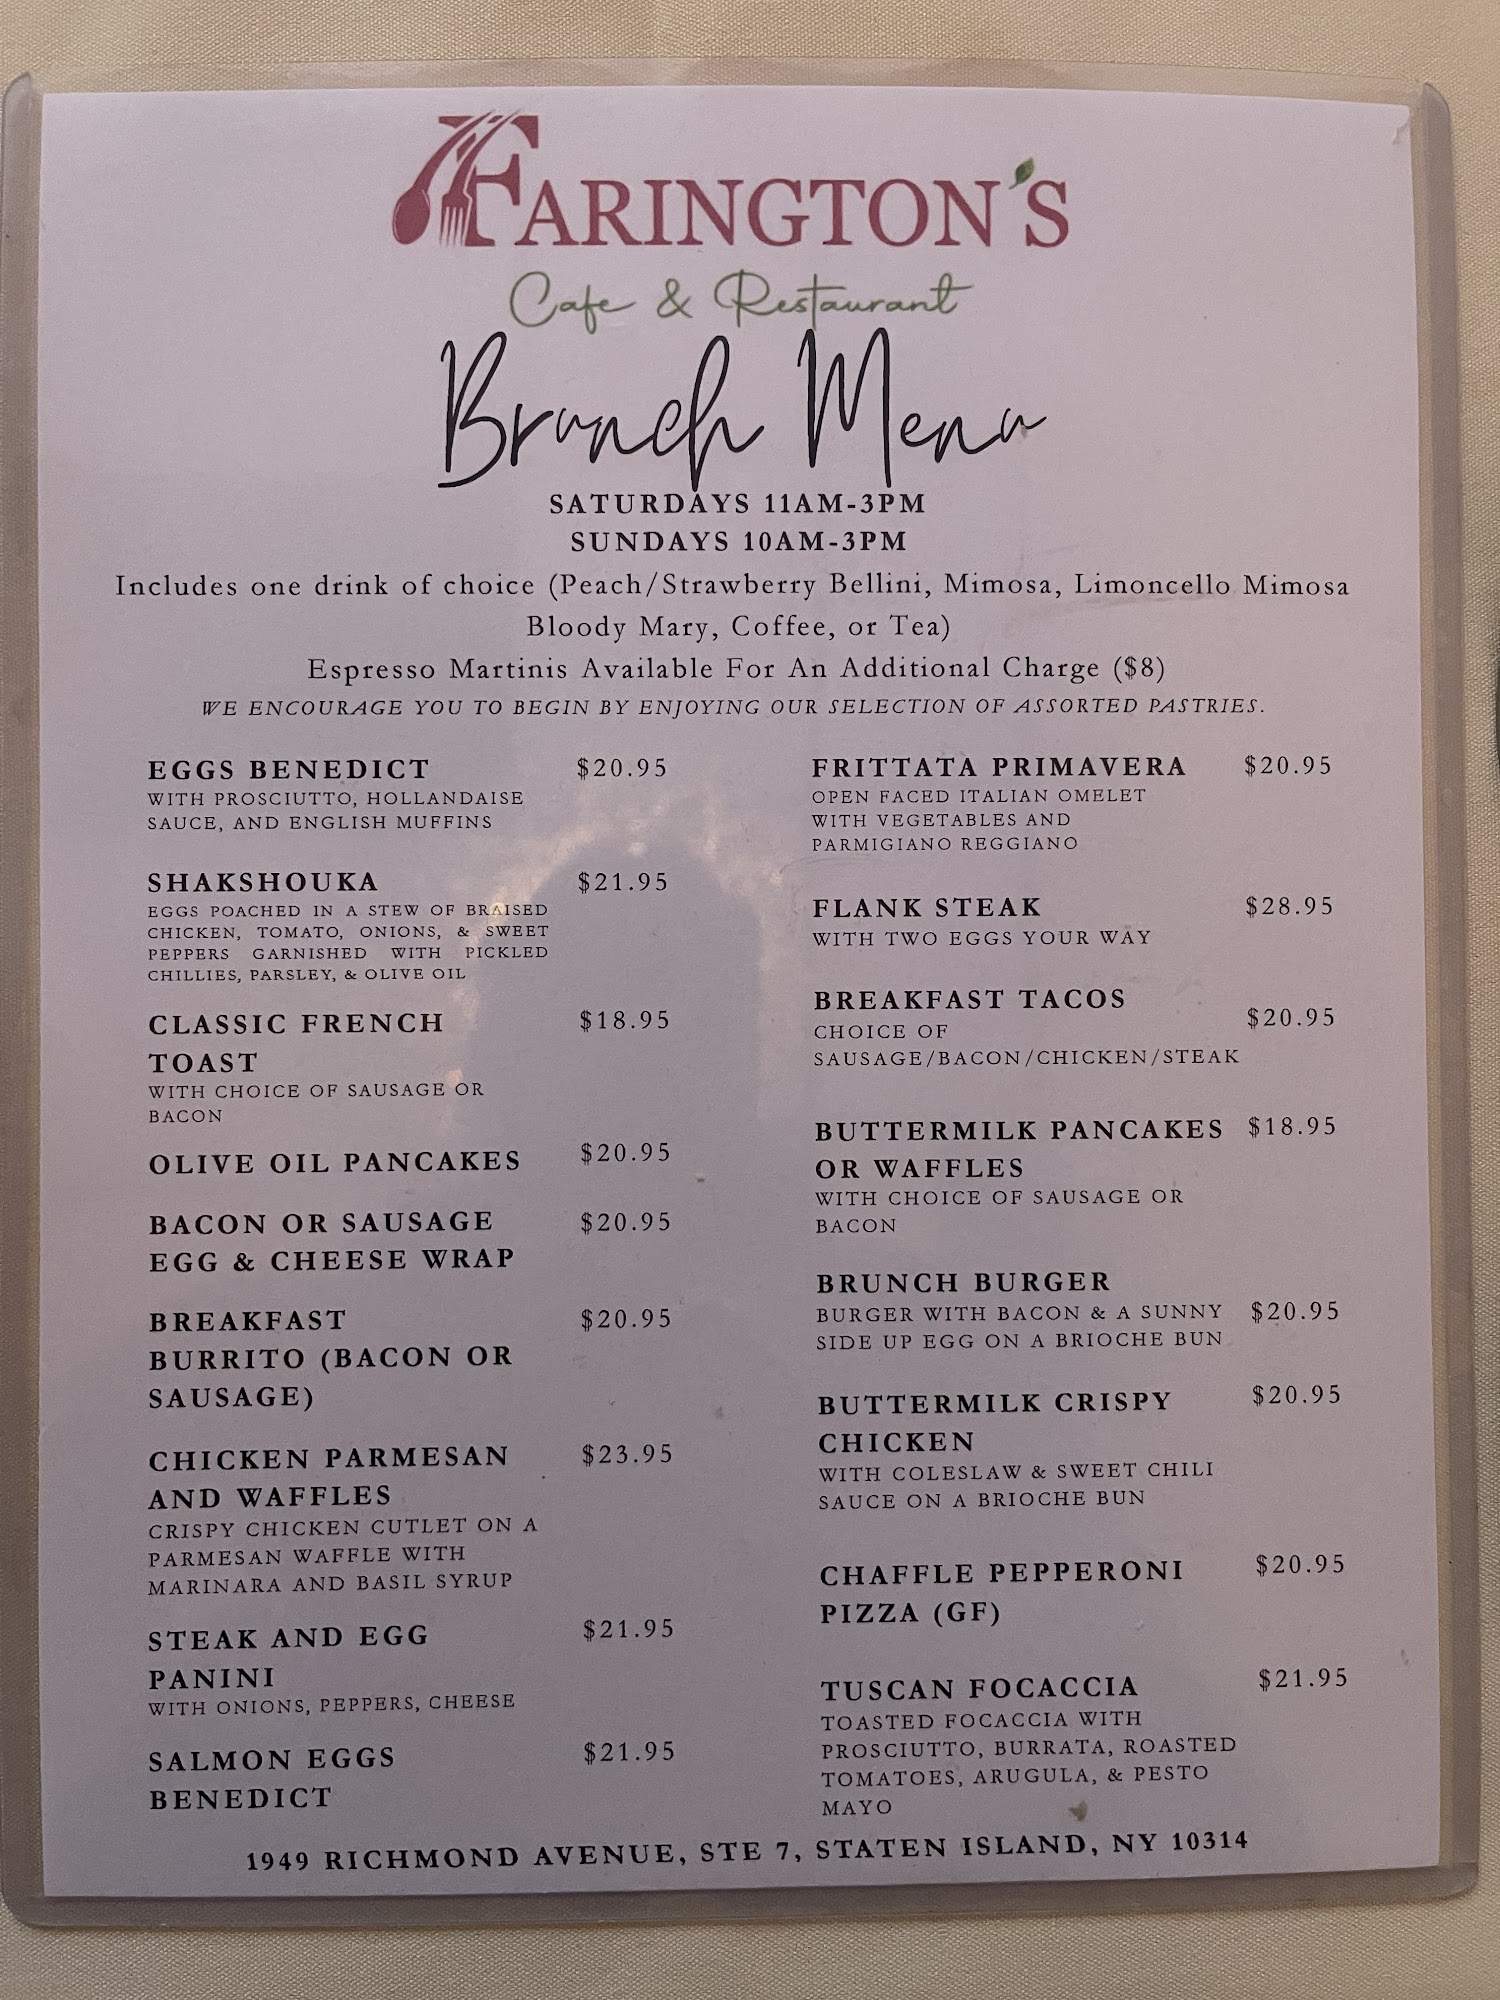 FARINGTON'S
Cafe & Restaurant
Brunch Menu
SATURDAYS 11AM-3PM
SUNDAYS 10AM-3PM
Includes one drink of choice (Peach/Strawberry Bellini, Mimosa, Limoncello Mimosa
Bloody Mary, Coffee, or Tea)
Espresso Martinis Available For An Additional Charge ($8)
WE ENCOURAGE YOU TO BEGIN BY ENJOYING OUR SELECTION OF ASSORTED PASTRIES.
EGGS BENEDICT $20.95
WITH PROSCIUTTO, HOLLANDAISE
SAUCE, AND ENGLISH MUFFINS
SHAKSHOUKA $21.95
EGGS POACHED IN A STEW OF BRAISED
CHICKEN, TOMATO, ONIONS, & SWEET
PEPPERS GARNISHED WITH PICKLED
CHILLIES, PARSLEY, & OLIVE OIL
CLASSIC FRENCH $18.95
TOAST
WITH CHOICE OF SAUSAGE OR
BACON
OLIVE OIL PANCAKES $20.95
BACON OR SAUSAGE $20.95
EGG & CHEESE WRAP
BREAKFAST $20.95
BURRITO (BACON OR
SAUSAGE)
CHICKEN PARMESAN $23.95
AND WAFFLES
CRISPY CHICKEN CUTLET ON A
PARMESAN WAFFLE WITH
MARINARA AND BASIL SYRUP
STEAK AND EGG $21.95
PANINI
WITH ONIONS, PEPPERS, CHEESE
SALMON EGGS $21.95
BENEDICT
FRITTATA PRIMAVERA $20.95
OPEN FACED ITALIAN OMELET
WITH VEGETABLES AND
PARMIGIANO REGGIANO
FLANK STEAK $28.95
WITH TWO EGGS YOUR WAY
BREAKFAST TACOS $20.95
CHOICE OF
SAUSAGE/BACON/CHICKEN/STEAK
BUTTERMILK PANCAKES $18.95
OR WAFFLES
WITH CHOICE OF SAUSAGE OR
BACON
BRUNCH BURGER
BURGER WITH BACON & A SUNNY $20.95
SIDE UP EGG ON A BRIOCHE BUN
BUTTERMILK CRISPY $20.95
CHICKEN
WITH COLESLAW & SWEET CHILI
SAUCE ON A BRIOCHE BUN
CHAFFLE PEPPERONI $20.95
PIZZA (GF)
TUSCAN FOCACCIA $21.95
TOASTED FOCACCIA WITH
PROSCIUTTO, BURRATA, ROASTED
TOMATOES, ARUGULA, & PESTO
MAYO
1949 RICHMOND AVENUE, STE 7, STATEN ISLAND, NY 10314